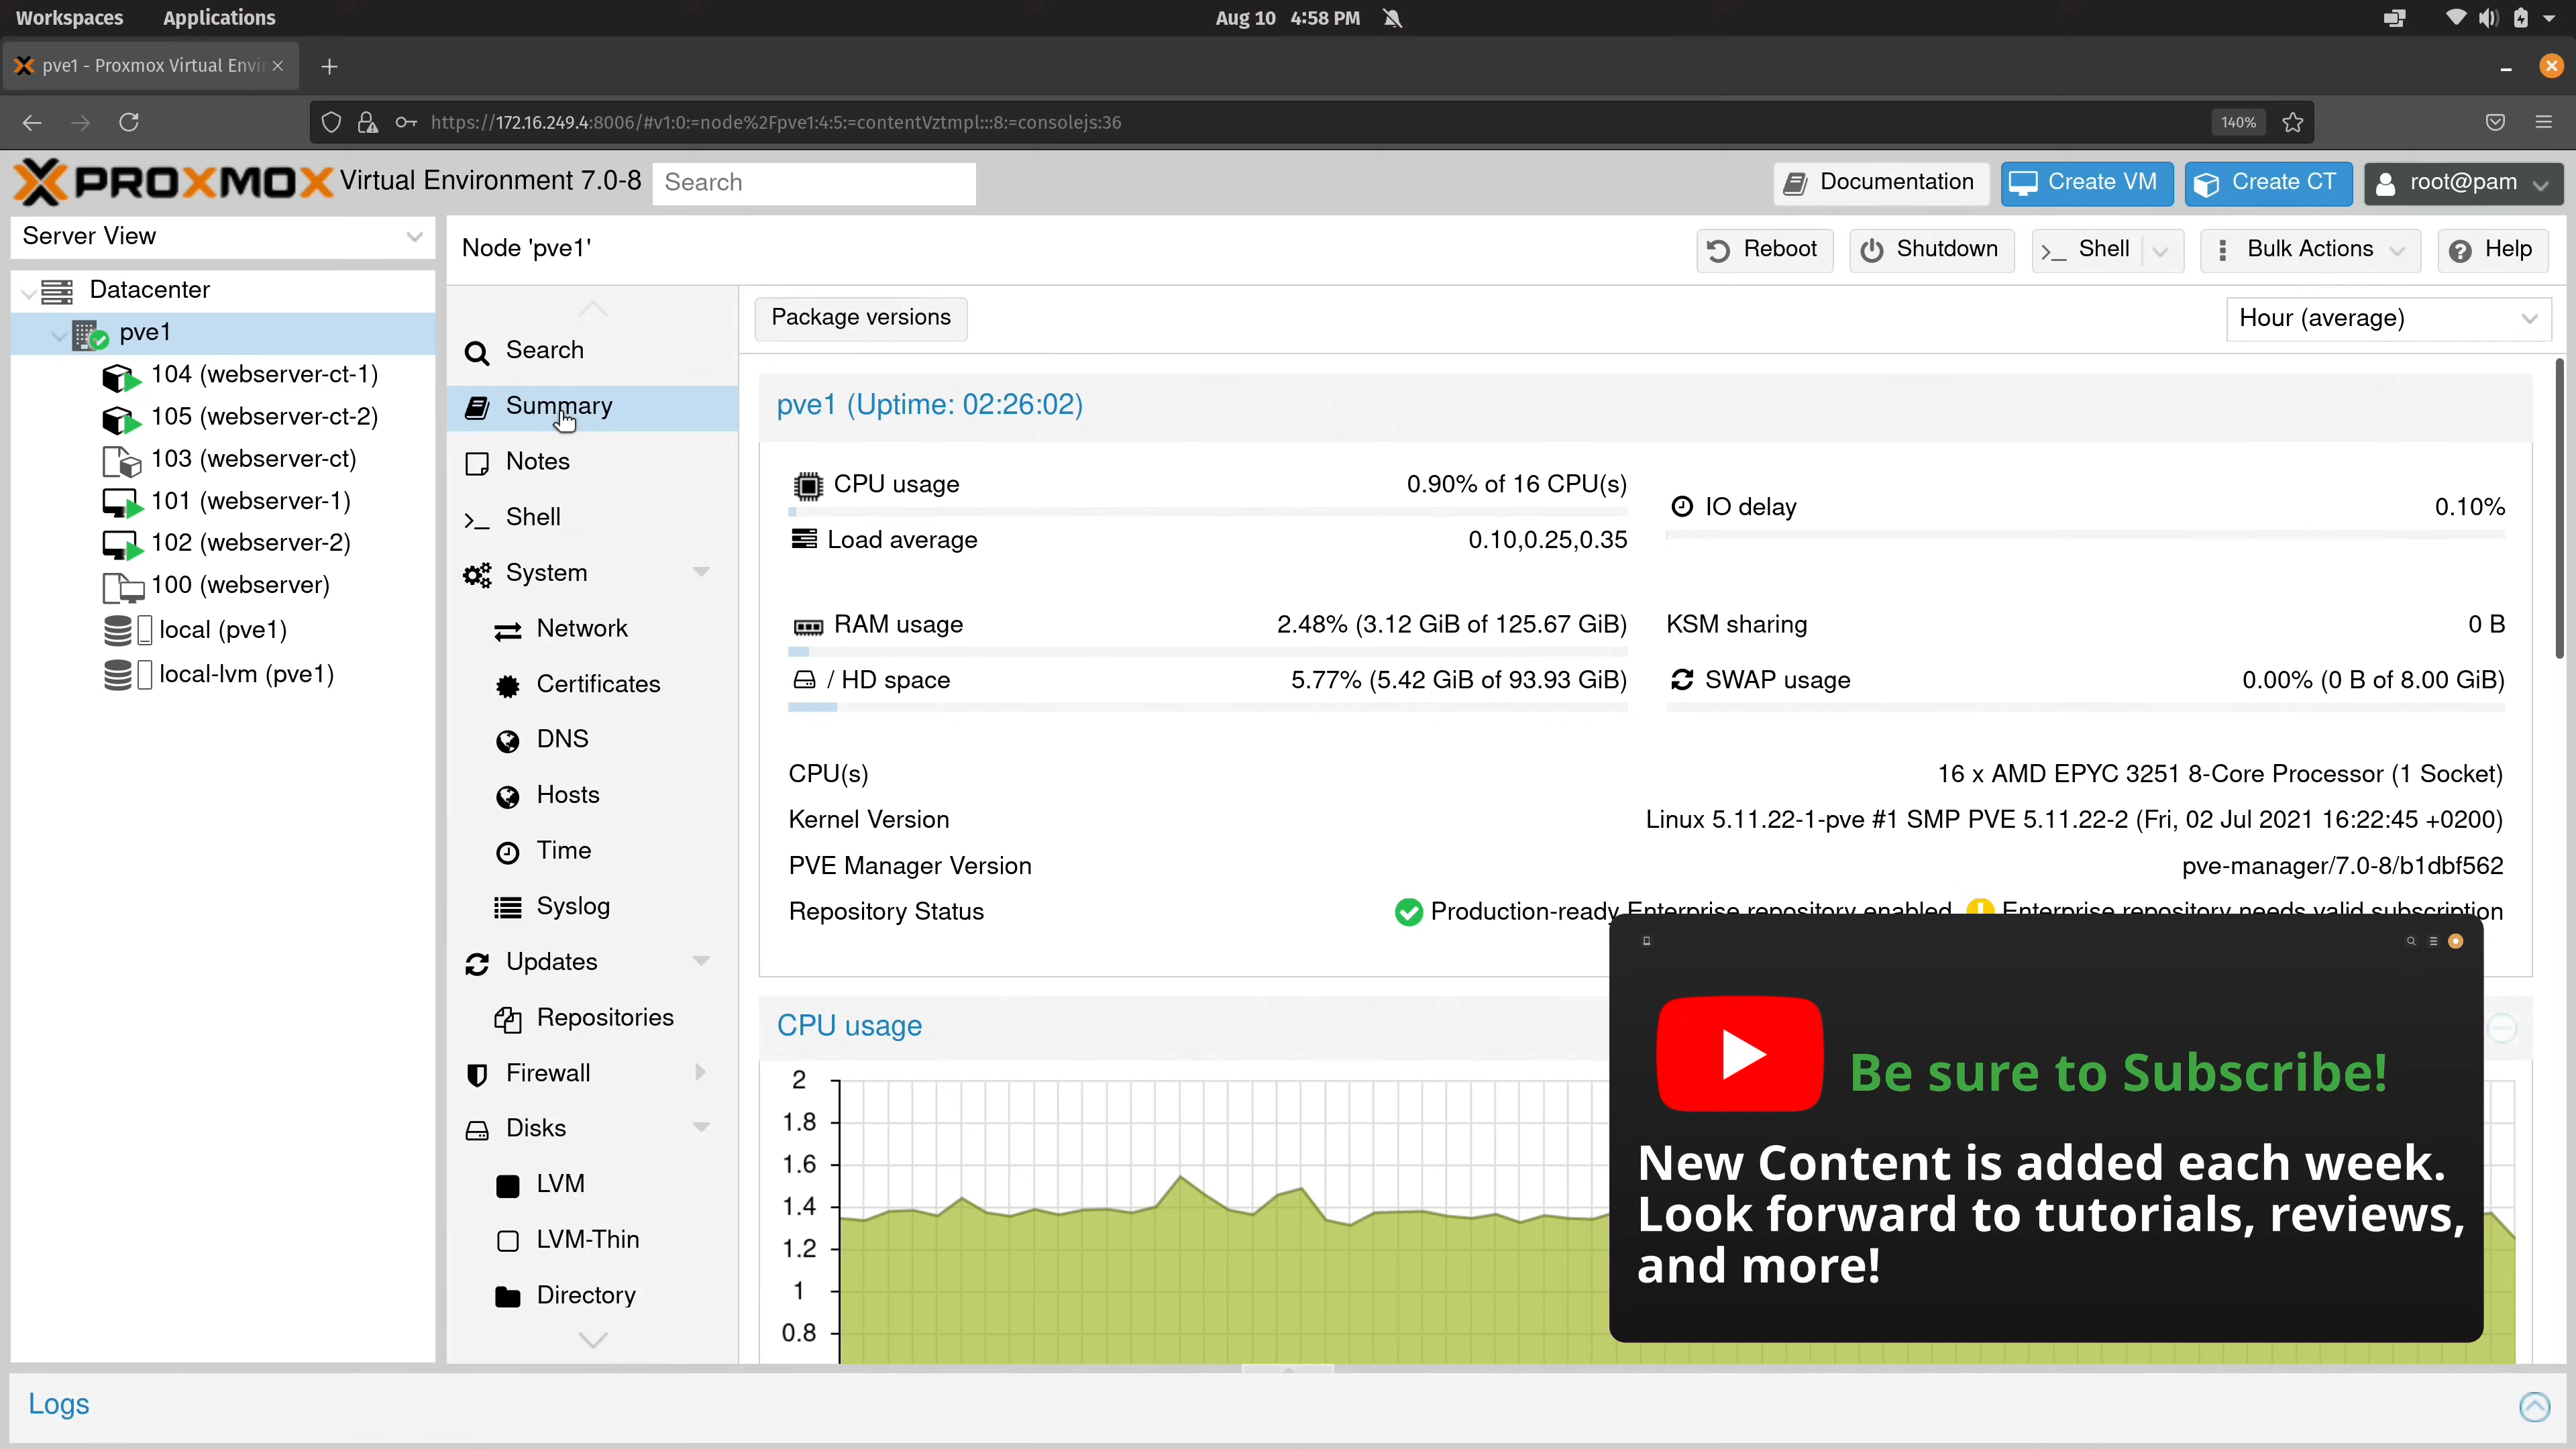 Workspaces Applications Aug 10 4:58 PM
pve1 - Proxmox Virtual Envi
https://172.16.249.4:8006/#v1:0:=node%2Fpve1:4:5:=contentVztmpl:::8:=consolejs:36 140%
PROXMOX Virtual Environment 7.0-8 Search Documentation Create VM Create CT root@pam
Server View
Datacenter
pve1
104 (webserver-ct-1)
105 (webserver-ct-2)
103 (webserver-ct)
101 (webserver-1)
102 (webserver-2)
100 (webserver)
local (pve1)
local-lvm (pve1)
Node 'pve1' Reboot Shutdown Shell Bulk Actions Help
Search
Summary
Notes
Shell
System
Network
Certificates
DNS
Hosts
Time
Syslog
Updates
Repositories
Firewall
Disks
LVM
LVM-Thin
Directory
Package versions Hour (average)
pve1 (Uptime: 02:26:02)
CPU usage 0.90% of 16 CPU(s)
IO delay 0.10%
Load average 0.10,0.25,0.35
RAM usage 2.48% (3.12 GiB of 125.67 GiB)
KSM sharing 0 B
/ HD space 5.77% (5.42 GiB of 93.93 GiB)
SWAP usage 0.00% (0 B of 8.00 GiB)
CPU(s) 16 x AMD EPYC 3251 8-Core Processor (1 Socket)
Kernel Version Linux 5.11.22-1-pve #1 SMP PVE 5.11.22-2 (Fri, 02 Jul 2021 16:22:45 +0200)
PVE Manager Version pve-manager/7.0-8/b1dbf562
Repository Status Production-ready Enterprise repository enabled Enterprise repository needs valid subscription
CPU usage
2
1.8
1.6
1.4
1.2
1
0.8
Be sure to Subscribe!
New Content is added each week.
Look forward to tutorials, reviews,
and more!
Logs